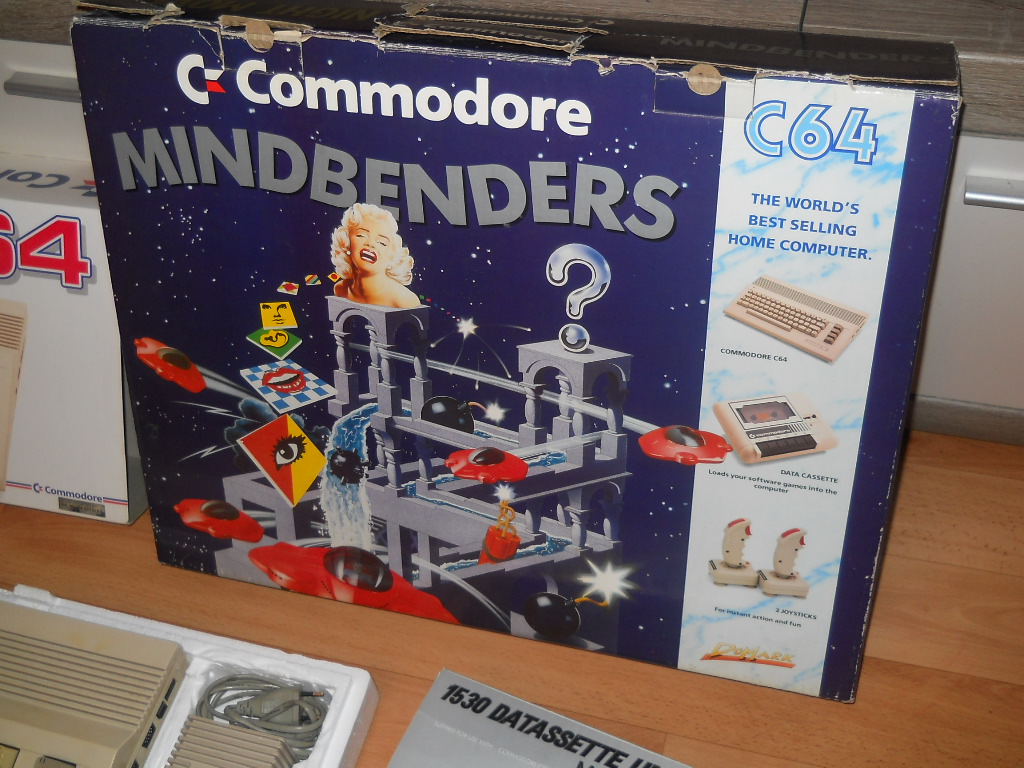 MINDBENDERS
Commodore
MINDBENDERS
C64
THE WORLD'S
BEST SELLING
HOME COMPUTER.
COMMODORE C64
DATA CASSETTE
Loads your software games into the
computer
2 JOYSTICKS
For instant action and fun
DOMARK
64
Commodore
1530 DATASSETTE